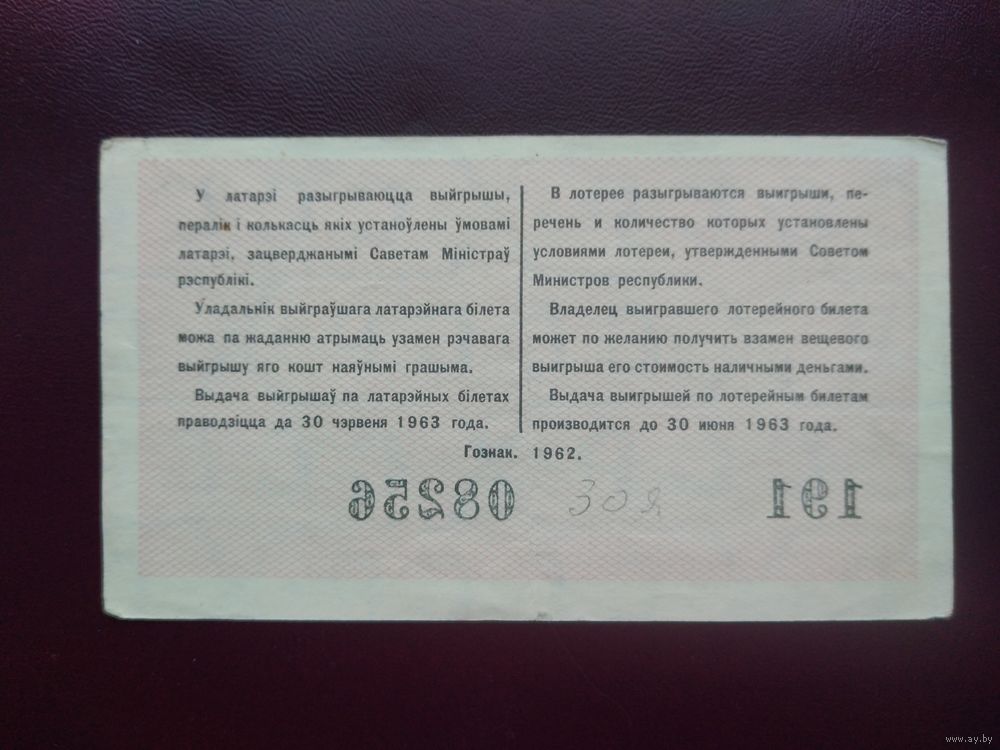 У латарэі разыгрываюцца выйгрышы,
пералік і колькасць якіх устаноўлены ўмовамі
латарэі, зацверджанымі Саветам Міністраў
рэспублікі.
Уладальнік выйграўшага латарэйнага білета
можа па жаданню атрымаць узамен рэчавага
выйгрышу яго кошт наяўнымі грашыма.
Выдача выйгрышаў па латарэйных білетах
праводзіцца да 30 чэрвеня 1963 года.
В лотерее разыгрываются выигрыши, пе-
речень и количество которых установлены
условиями лотереи, утвержденными Советом
Министров республики.
Владелец выигравшего лотерейного билета
может по желанию получить взамен вещевого
выигрыша его стоимость наличными деньгами.
Выдача выигрышей по лотерейным билетам
производится до 30 июня 1963 года.
Гознак. 1962.
08256 Зоя 191
www.ay.by